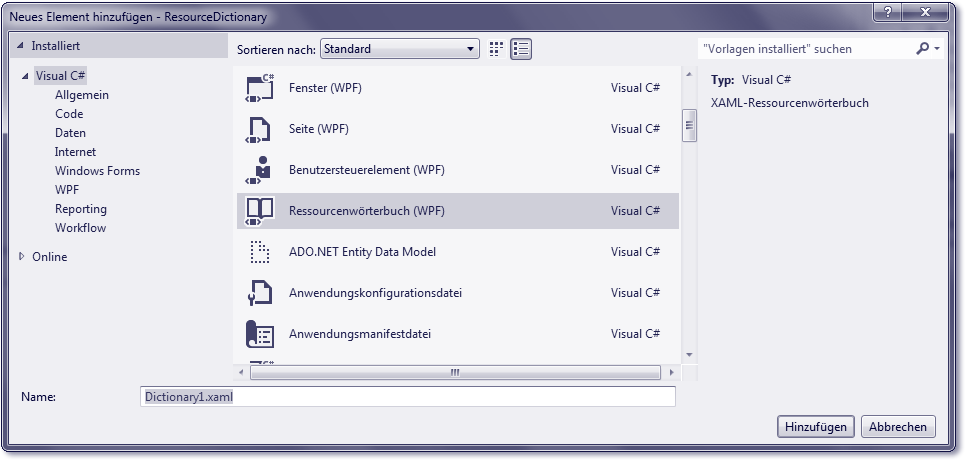 Neues Element hinzufügen - ResourceDictionary
Installiert
Visual C#
Allgemein
Code
Daten
Internet
Windows Forms
WPF
Reporting
Workflow
Online
Sortieren nach: Standard
Fenster (WPF) Visual C#
Seite (WPF) Visual C#
Benutzersteuerelement (WPF) Visual C#
Ressourcenwörterbuch (WPF) Visual C#
ADO.NET Entity Data Model Visual C#
Anwendungskonfigurationsdatei Visual C#
Anwendungsmanifestdatei Visual C#
"Vorlagen installiert" suchen
Typ: Visual C#
XAML-Ressourcenwörterbuch
Name: Dictionary1.xaml
Hinzufügen Abbrechen